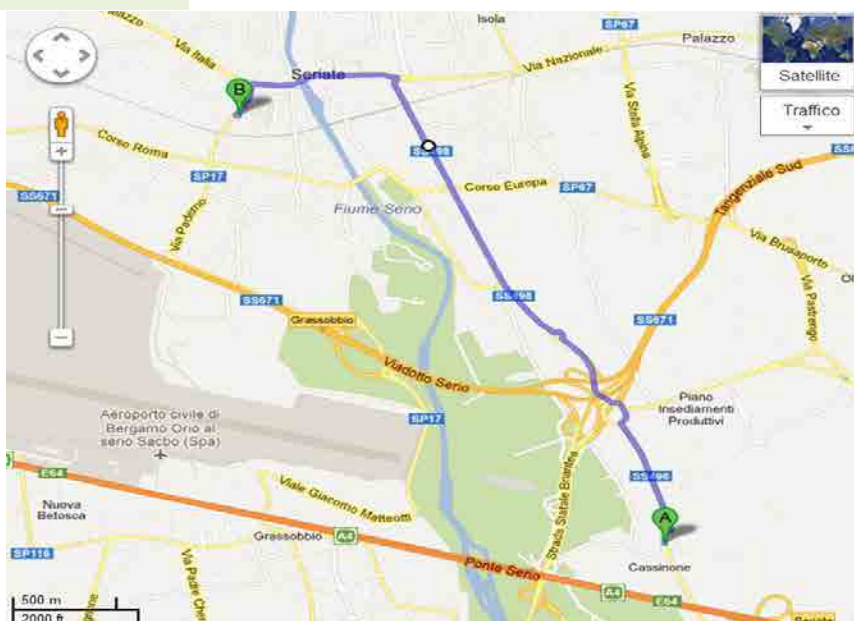 Isola
SP67
Palazzo
Via Italia
Via Nazionale
Satellite
B
Seriate
Traffico
Via Stella Alpina
Corso Roma
SS498
SP17
Corso Europa
SP67
Tangenziale Sud
SS671
Fiume Serio
Via Paderno
Via Brusaporto
SS498
SS671
SS671
Via Pastrengo
Grassobbio
Viadotto Serio
Piano
Insediamenti
Produttivi
SP17
Aeroporto civile di
Bergamo Orio al
serio Sacbo (Spa)
SS498
E64
Viale Giacomo Matteotti
Strada Statale Briantea
A
Nuova
Betosca
Grassobbio
A4
SP116
Ponte Serio
Cassinone
A4
E64
500 m
2000 ft